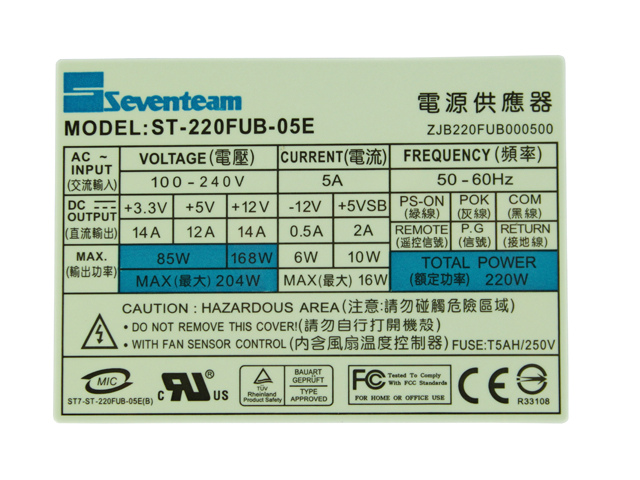 Seventeam
電源供應器
MODEL:ST-220FUB-05E
ZJB220FUB000500
AC ~ INPUT (交流輸入) VOLTAGE(電壓) CURRENT(電流) FREQUENCY(頻率)
100-240V 5A 50-60Hz
DC OUTPUT (直流輸出) +3.3V +5V +12V -12V +5VSB PS-ON (綠線) POK (灰線) COM (黑線)
14A 12A 14A 0.5A 2A REMOTE (遥控信號) P.G (信號) RETURN (接地線)
MAX. (輸出功率) 85W 168W 6W 10W TOTAL POWER
MAX(最大) 204W MAX(最大) 16W (額定功率) 220W
CAUTION : HAZARDOUS AREA (注意:請勿碰觸危險區域)
• DO NOT REMOVE THIS COVER!(請勿自行打開機殼)
• WITH FAN SENSOR CONTROL (內含風扇温度控制器) FUSE:T5AH/250V
MIC
ST7-ST-220FUB-05E(B)
c RU US
TÜV Rheinland Product Safety
BAUART GEPRÜFT
TYPE APPROVED
FC Tested To Comply With FCC Standards
FOR HOME OR OFFICE USE
CE
R33108